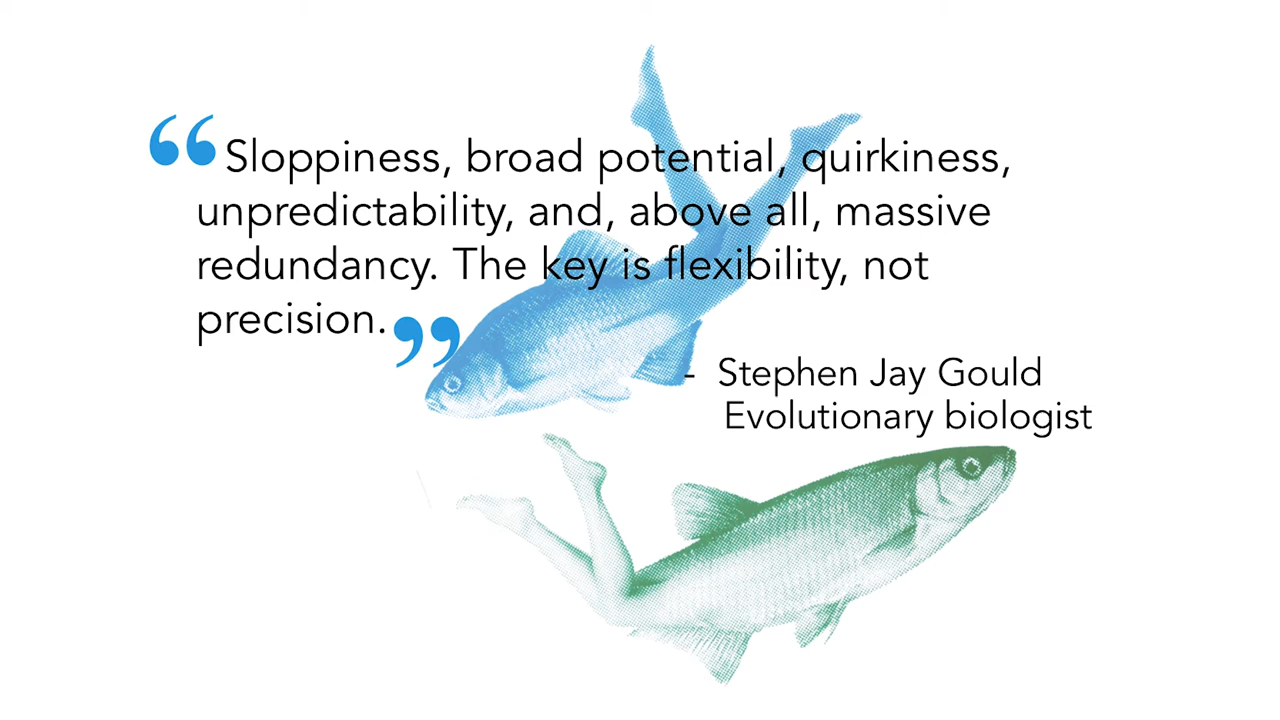 “Sloppiness, broad potential, quirkiness,
unpredictability, and, above all, massive
redundancy. The key is flexibility, not
precision.”
- Stephen Jay Gould
Evolutionary biologist